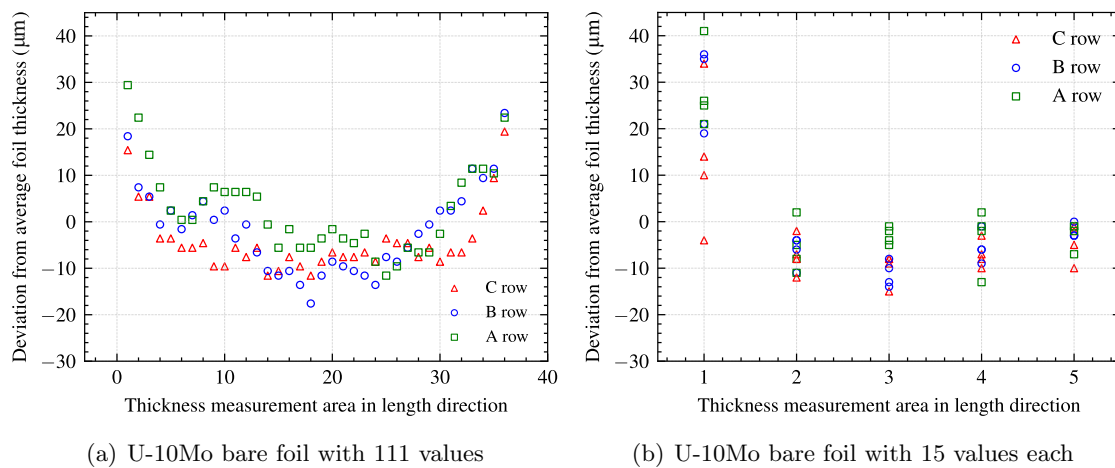 Deviation from average foil thickness (µm)
40
30
20
10
0
−10
−20
−30
0
10
20
30
40
C row
B row
A row
Thickness measurement area in length direction
(a) U-10Mo bare foil with 111 values
Deviation from average foil thickness (µm)
40
30
20
10
0
−10
−20
−30
1
2
3
4
5
C row
B row
A row
Thickness measurement area in length direction
(b) U-10Mo bare foil with 15 values each